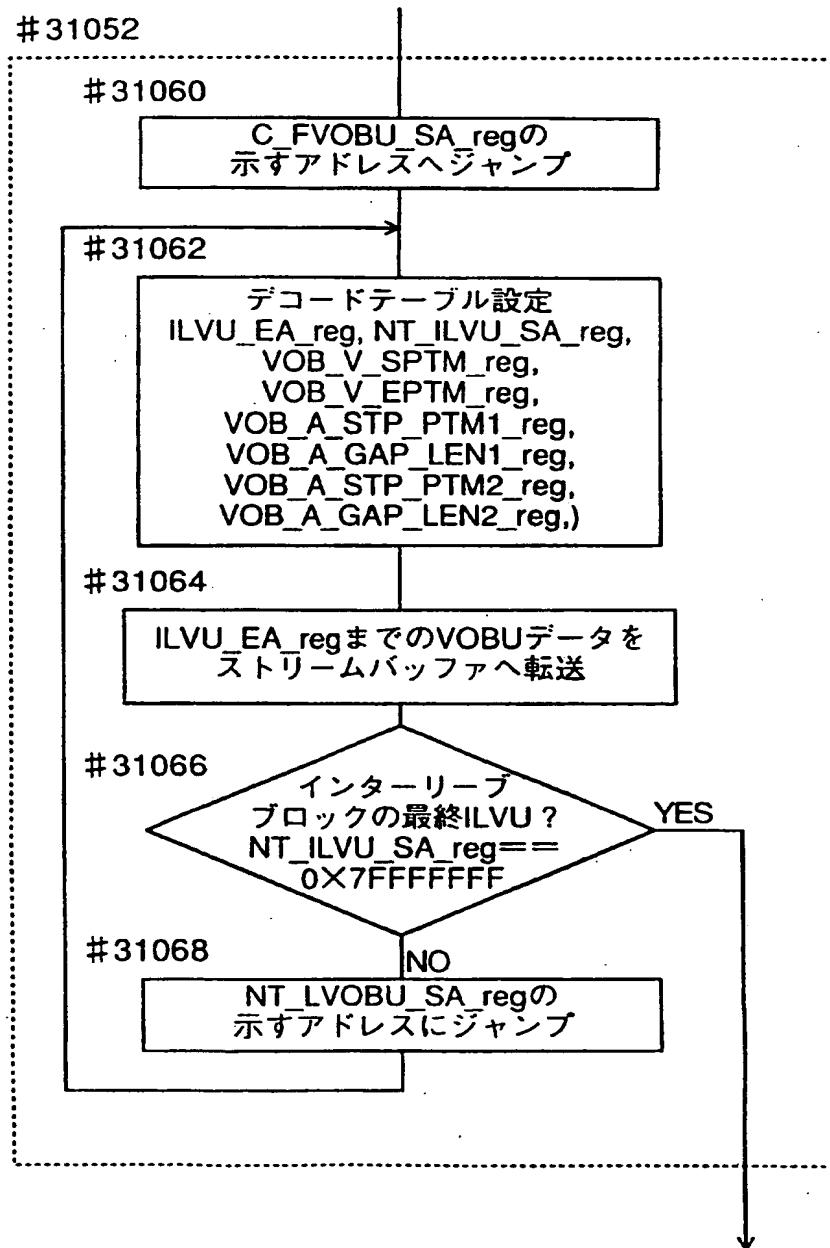 #31052
#31060
C_FVOBU_SA_regの
示すアドレスへジャンプ
#31062
デコードテーブル設定
ILVU_EA_reg, NT_ILVU_SA_reg,
VOB_V_SPTM_reg,
VOB_V_EPTM_reg,
VOB_A_STP_PTM1_reg,
VOB_A_GAP_LEN1_reg,
VOB_A_STP_PTM2_reg,
VOB_A_GAP_LEN2_reg,)
#31064
ILVU_EA_regまでのVOBUデータを
ストリームバッファへ転送
#31066
インターリーブ
ブロックの最終ILVU?
NT_ILVU_SA_reg==
0×7FFFFFFF
YES
#31068
NO
NT_LVOBU_SA_regの
示すアドレスにジャンプ